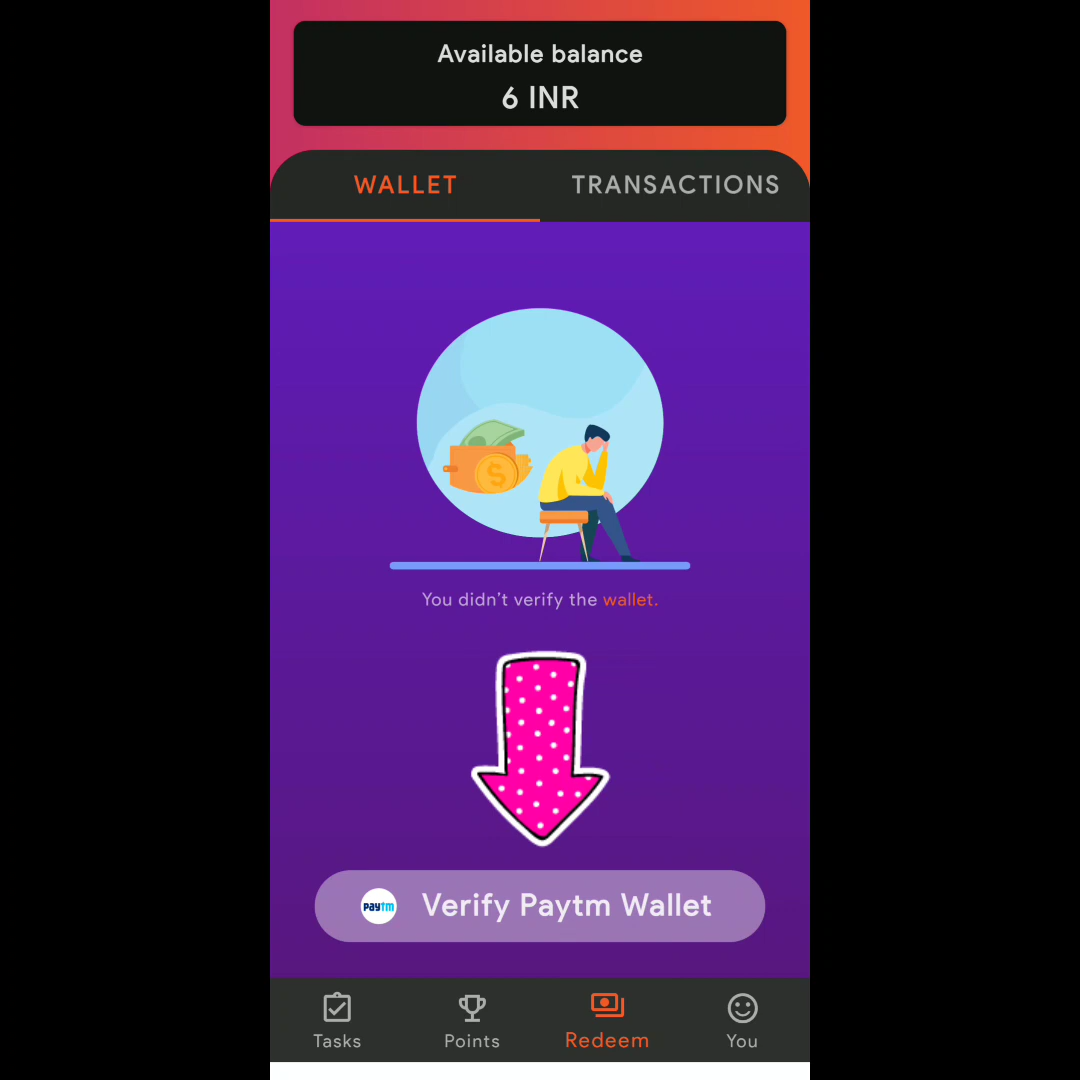 Available balance
6 INR
WALLET
TRANSACTIONS
$
You didn't verify the wallet.
paytm
Verify Paytm Wallet
Tasks
Points
Redeem
You